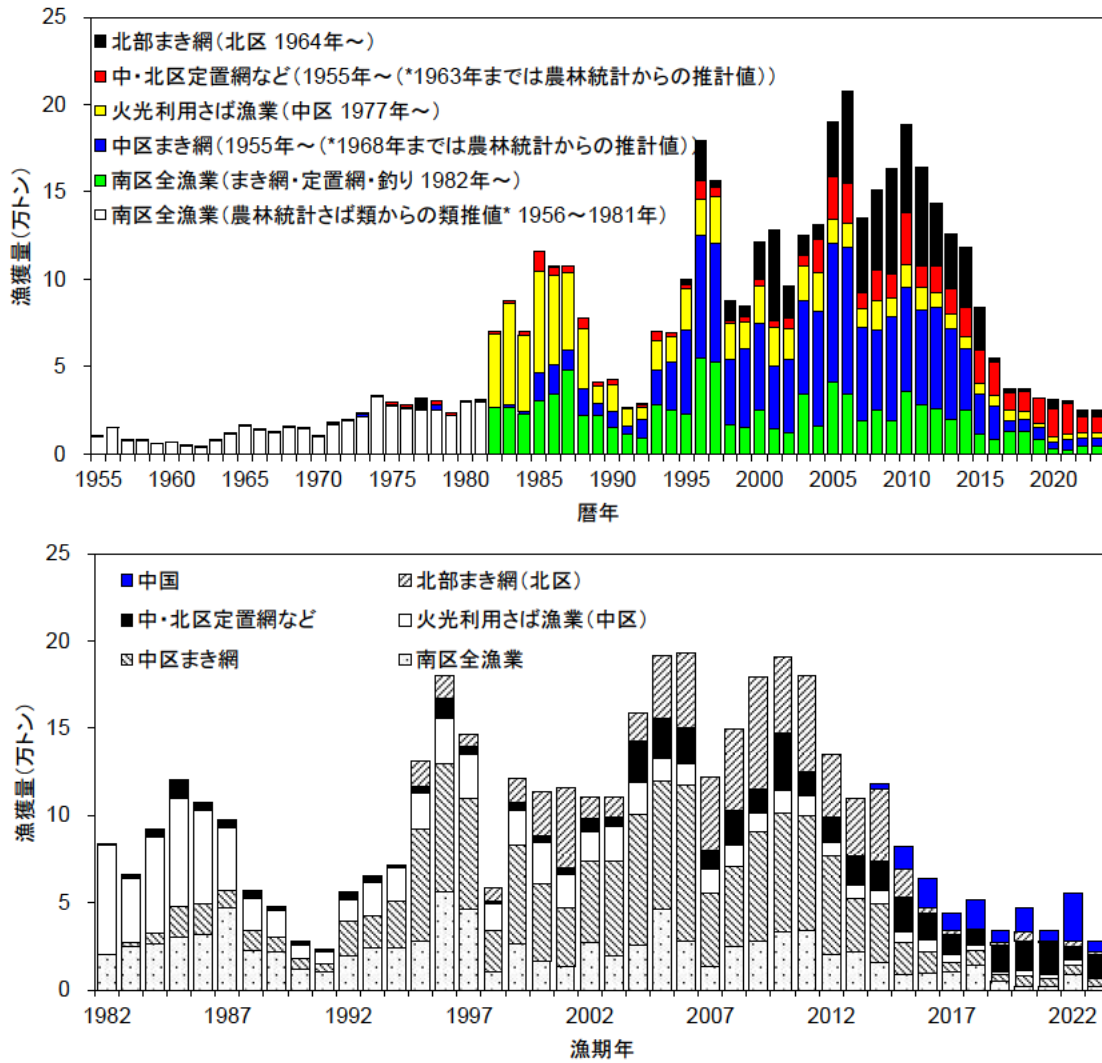 25
20
15
10
5
0
漁獲量(万トン)
北部まき網(北区 1964年～)
中・北区定置網など(1955年～(*1963年までは農林統計からの推計値))
火光利用さば漁業(中区 1977年～)
中区まき網(1955年～(*1968年までは農林統計からの推計値))
南区全漁業(まき網・定置網・釣り 1982年～)
南区全漁業(農林統計さば類からの類推値* 1956～1981年)
1955 1960 1965 1970 1975 1980 1985 1990 1995 2000 2005 2010 2015 2020
暦年
25
20
15
10
5
0
漁獲量(万トン)
中国 北部まき網(北区)
中・北区定置網など 火光利用さば漁業(中区)
中区まき網 南区全漁業
1982 1987 1992 1997 2002 2007 2012 2017 2022
漁期年